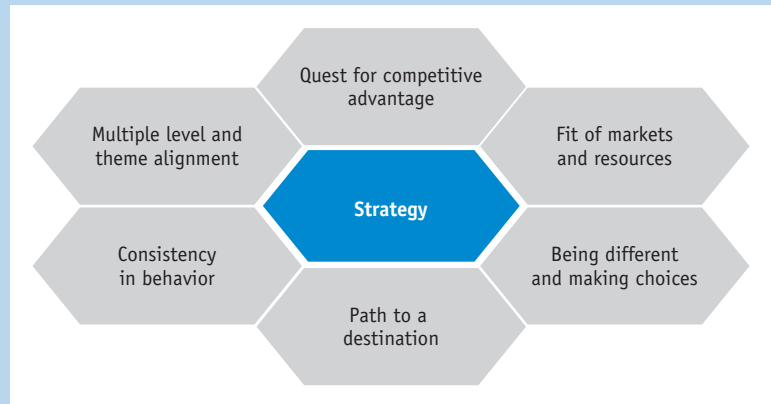 Quest for competitive
advantage
Multiple level and
theme alignment
Fit of markets
and resources
Strategy
Consistency
in behavior
Being different
and making choices
Path to a
destination